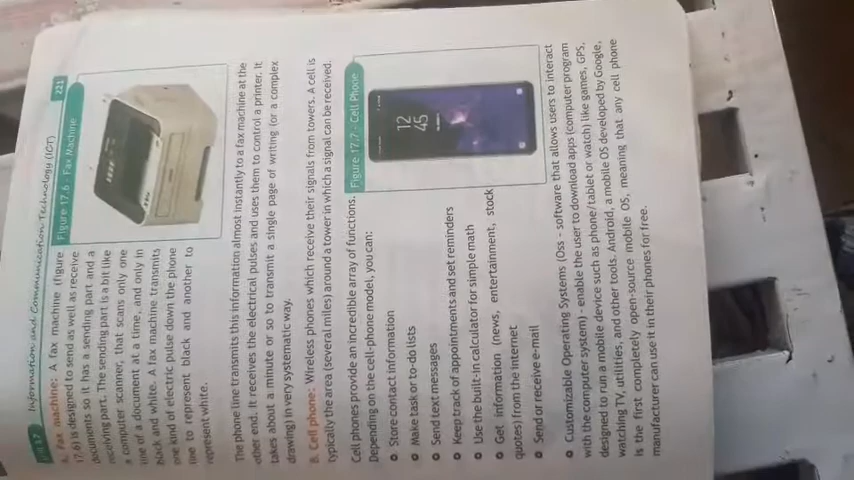 Unit 17
Information and Communication Technology (ICT)
221
A. Fax machine: A fax machine (figure
17.6) is designed to send as well as receive
documents so it has a sending part and a
receiving part. The sending part is a bit like
a computer scanner, that scans only one
line of a document at a time, and only in
black and white. A fax machine transmits
one kind of electric pulse down the phone
line to represent, black and another to
represent white.
Figure 17.6 - Fax Machine
The phone line transmits this information almost instantly to a fax machine at the
other end. It receives the electrical pulses and uses them to control a printer. It
takes about a minute or so to transmit a single page of writing (or a complex
drawing) in very systematic way.
B. Cell phone: Wireless phones which receive their signals from towers. A cell is
typically the area (several miles) around a tower in which a signal can be received.
Cell phones provide an incredible array of functions.
Depending on the cell-phone model, you can:
Figure 17.7 - Cell Phone
12
45
Store contact information
Make task or to-do lists
Send text messages
Keep track of appointments and set reminders
Use the built-in calculator for simple math
Get information (news, entertainment, stock
quotes) from the internet
Send or receive e-mail
Customizable Operating Systems (Oss - software that allows users to interact
with the computer system) - enable the user to download apps (computer program
designed to run a mobile device such as phone/tablet or watch) like games, GPS,
watching TV, utilities, and other tools. Android, a mobile OS developed by Google,
is the first completely open-source mobile OS, meaning that any cell phone
manufacturer can use it in their phones for free.